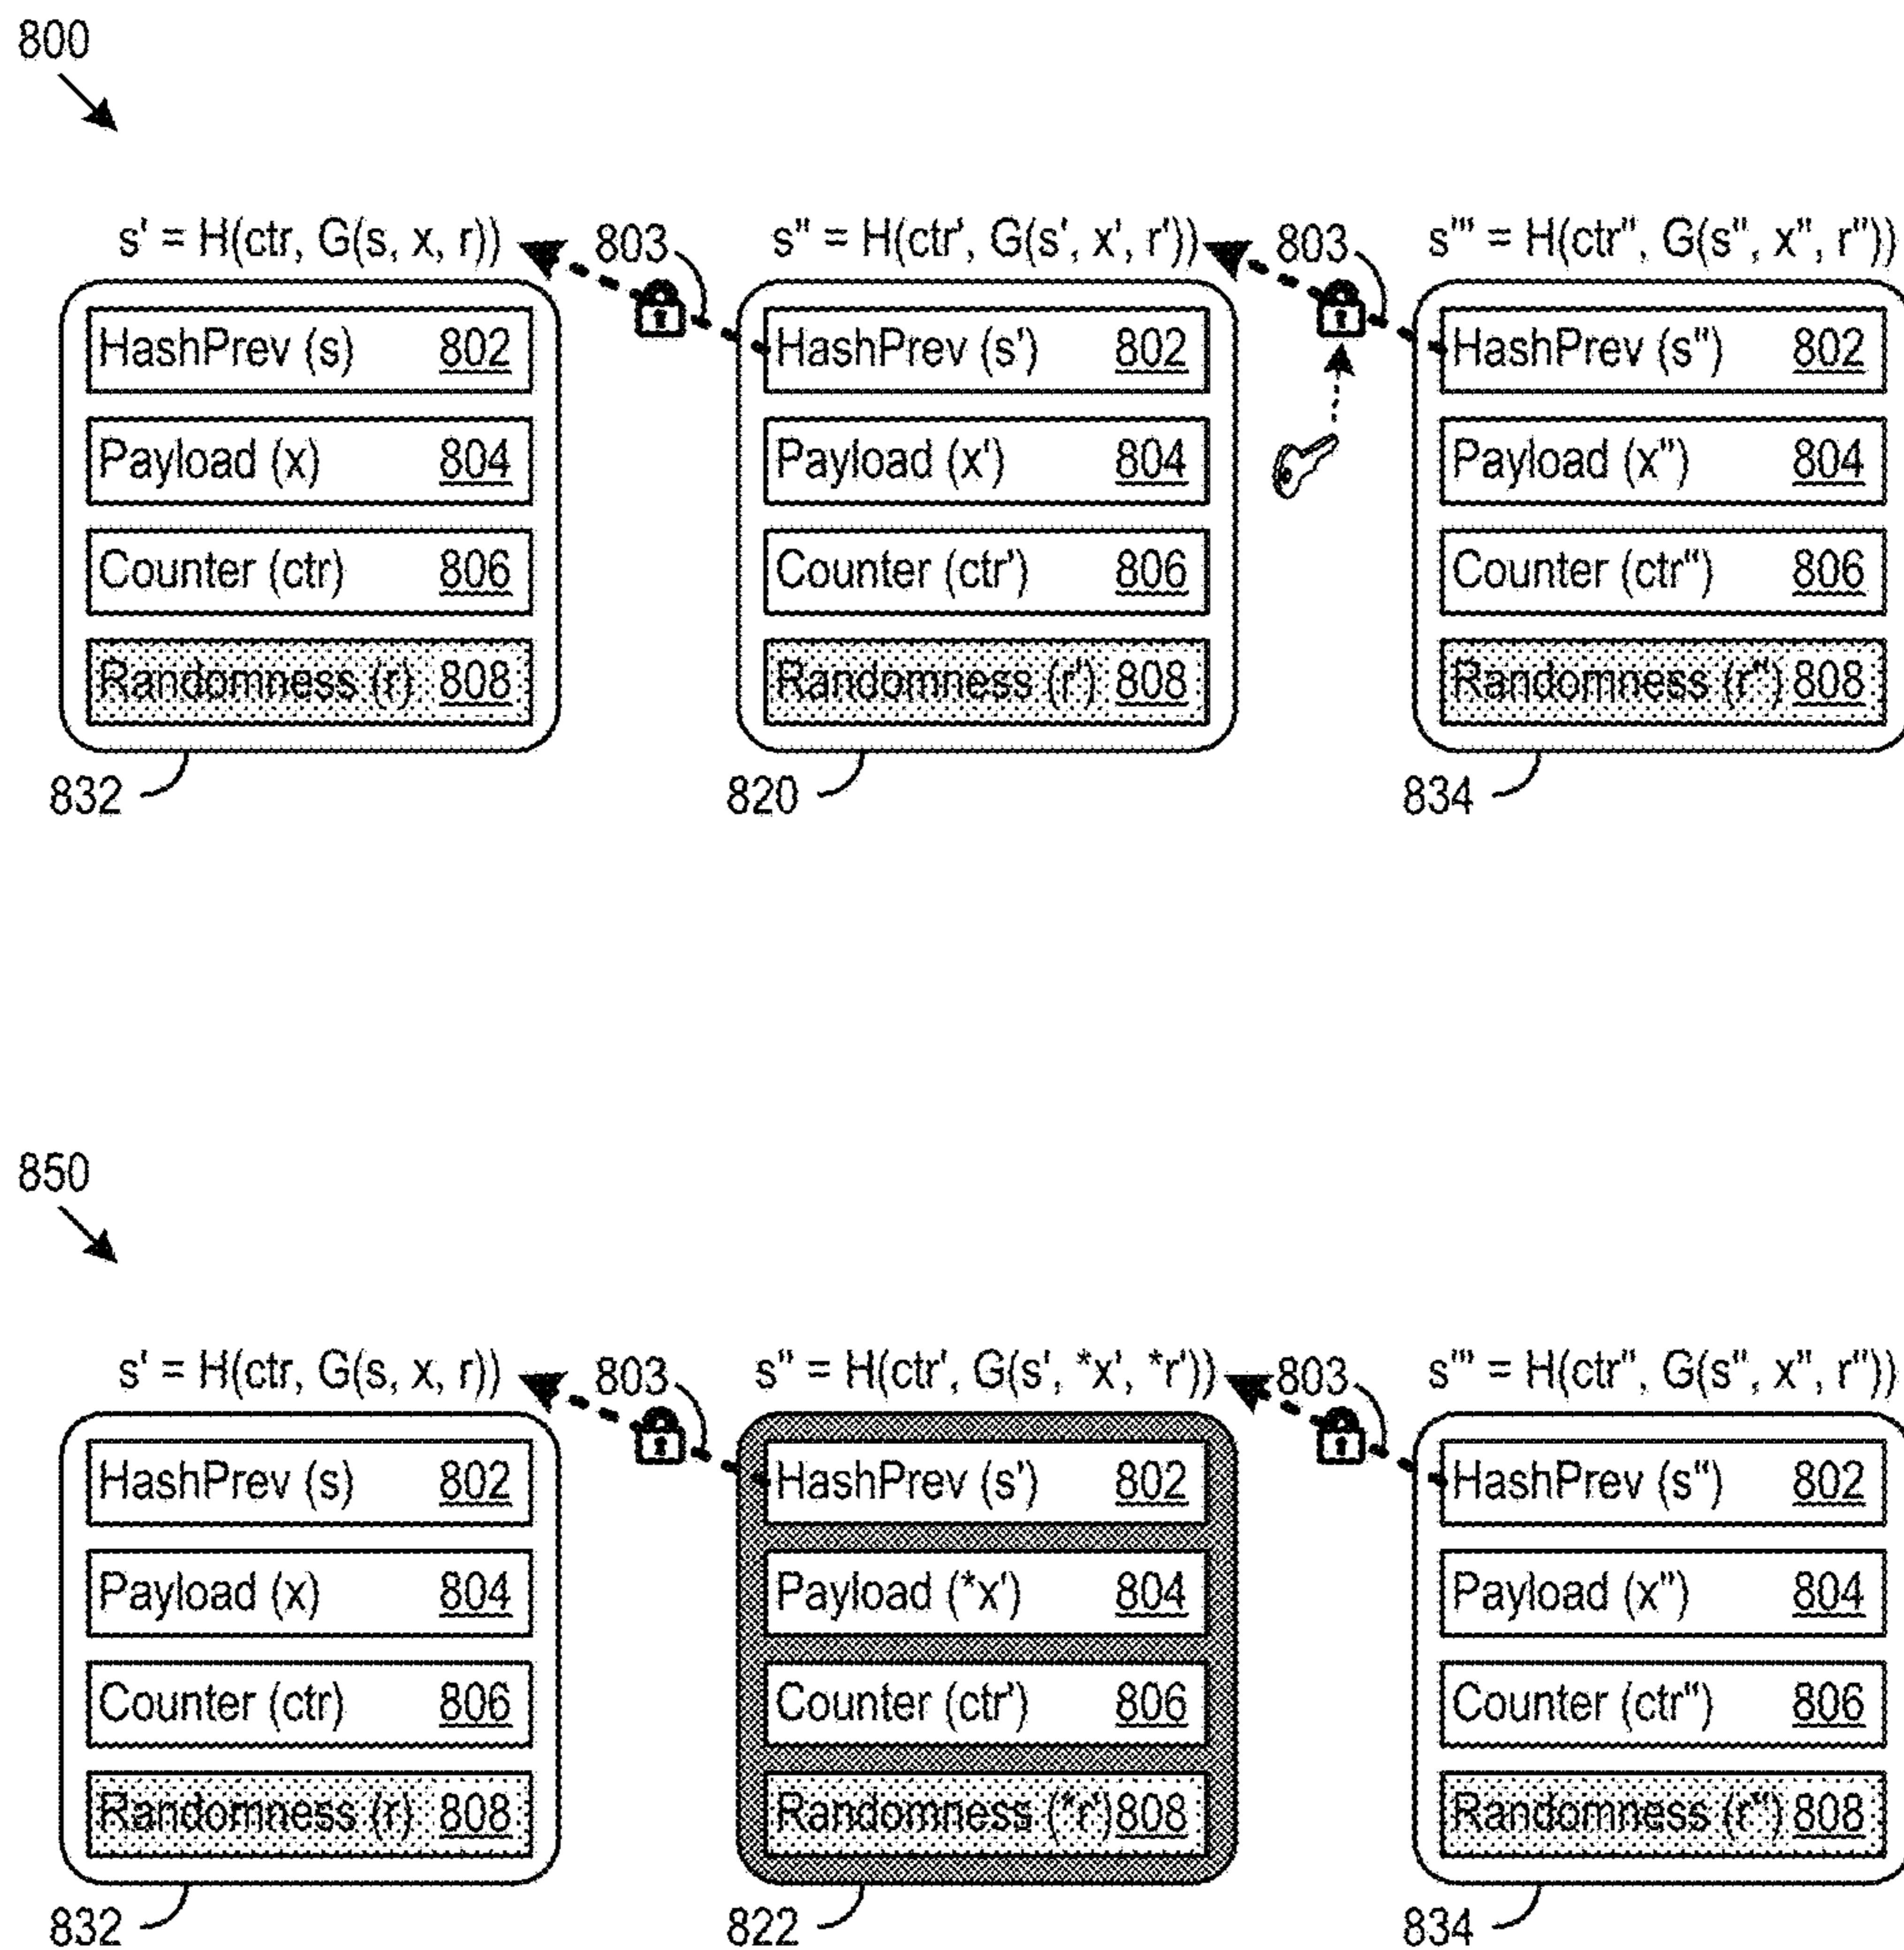 800
s' = H(ctr, G(s, x, r)) 803 s" = H(ctr', G(s', x', r')) 803 s'" = H(ctr", G(s", x", r"))
HashPrev (s) 802 HashPrev (s') 802 HashPrev (s") 802
Payload (x) 804 Payload (x') 804 Payload (x") 804
Counter (ctr) 806 Counter (ctr') 806 Counter (ctr") 806
Randomness (r) 808 Randomness (r') 808 Randomness (r") 808
832 820 834
850
s' = H(ctr, G(s, x, r)) 803 s" = H(ctr', G(s', *x', *r')) 803 s'" = H(ctr", G(s", x", r"))
HashPrev (s) 802 HashPrev (s') 802 HashPrev (s") 802
Payload (x) 804 Payload (*x') 804 Payload (x") 804
Counter (ctr) 806 Counter (ctr') 806 Counter (ctr") 806
Randomness (r) 808 Randomness (*r') 808 Randomness (r") 808
832 822 834